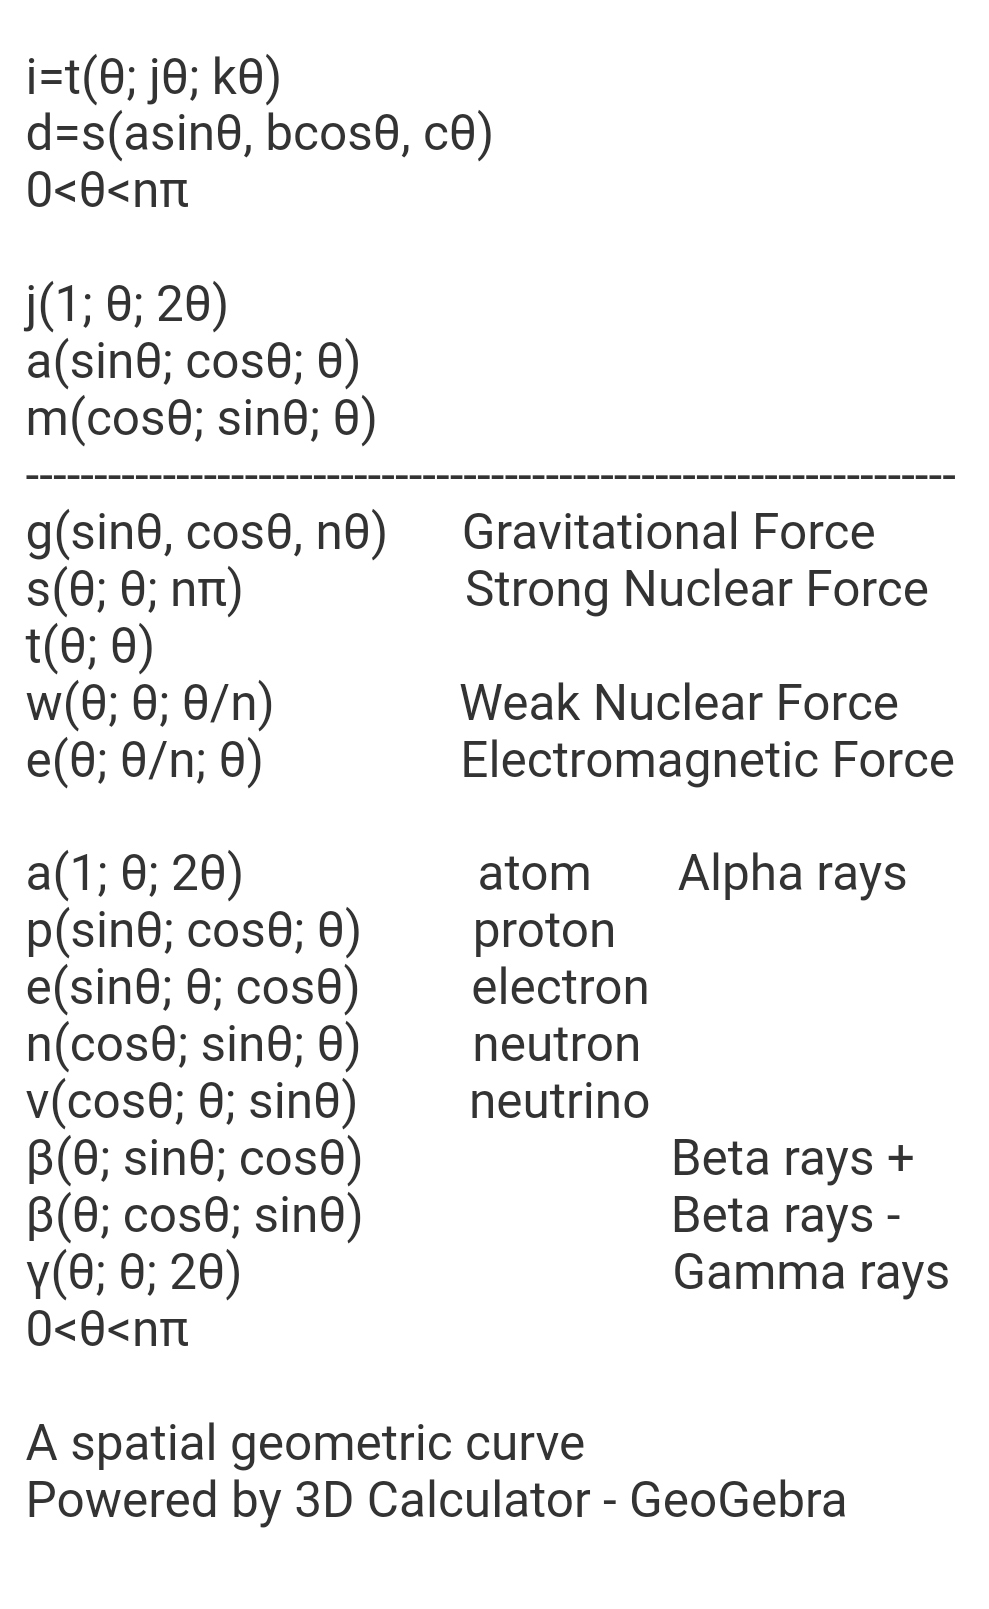 i=t(θ; jθ; kθ)
d=s(asinθ, bcosθ, cθ)
0<θ<nπ
j(1; θ; 2θ)
a(sinθ; cosθ; θ)
m(cosθ; sinθ; θ)
--------------------------------------------------------------------
g(sinθ, cosθ, nθ) Gravitational Force
s(θ; θ; nπ) Strong Nuclear Force
t(θ; θ)
w(θ; θ; θ/n) Weak Nuclear Force
e(θ; θ/n; θ) Electromagnetic Force
a(1; θ; 2θ) atom Alpha rays
p(sinθ; cosθ; θ) proton
e(sinθ; θ; cosθ) electron
n(cosθ; sinθ; θ) neutron
v(cosθ; θ; sinθ) neutrino
β(θ; sinθ; cosθ) Beta rays +
β(θ; cosθ; sinθ) Beta rays -
γ(θ; θ; 2θ) Gamma rays
0<θ<nπ
A spatial geometric curve
Powered by 3D Calculator - GeoGebra